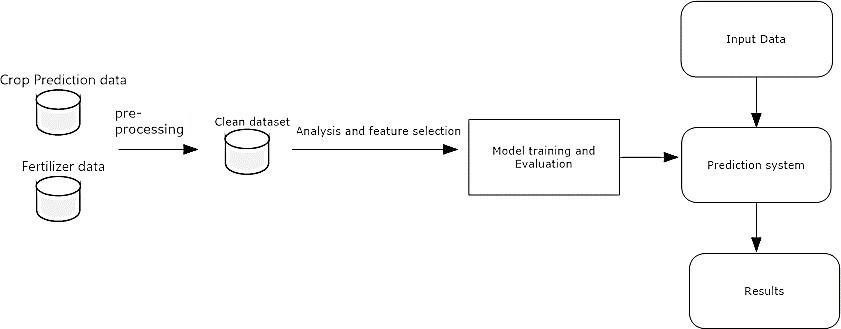 Crop Prediction data
pre-
processing
Fertilizer data
Clean dataset
Analysis and feature selection
Model training and
Evaluation
Input Data
Prediction system
Results